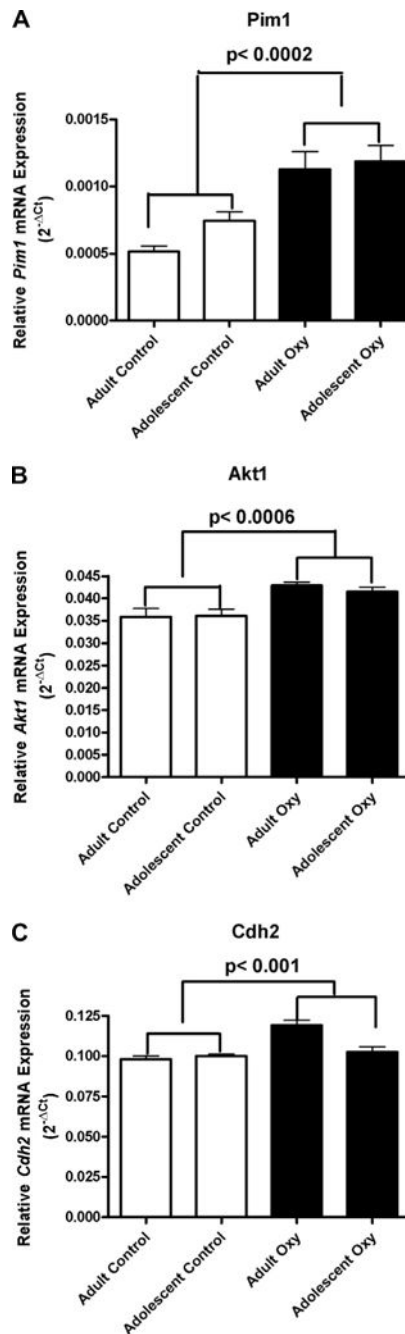 A
Pim1
p< 0.0002
Relative Pim1 mRNA Expression
(2-ΔCt)
0.0015
0.0010
0.0005
0.0000
Adult Control
Adolescent Control
Adult Oxy
Adolescent Oxy
B
Akt1
p< 0.0006
Relative Akt1 mRNA Expression
(2-ΔCt)
0.045
0.040
0.035
0.030
0.025
0.020
0.015
0.010
0.005
0.000
Adult Control
Adolescent Control
Adult Oxy
Adolescent Oxy
C
Cdh2
p< 0.001
Relative Cdh2 mRNA Expression
(2-ΔCt)
0.125
0.100
0.075
0.050
0.025
0.000
Adult Control
Adolescent Control
Adult Oxy
Adolescent Oxy